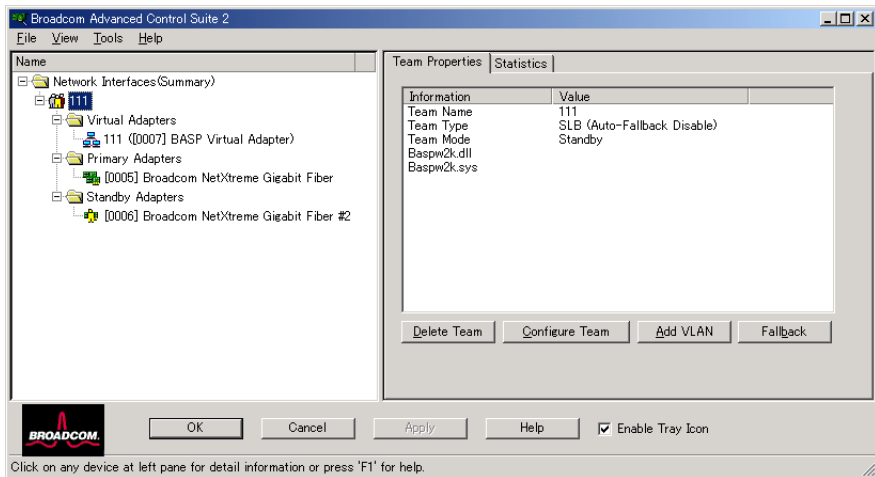 Broadcom Advanced Control Suite 2
File View Tools Help
Name
Network Interfaces(Summary)
111
Virtual Adapters
111 ([0007] BASP Virtual Adapter)
Primary Adapters
[0005] Broadcom NetXtreme Gigabit Fiber
Standby Adapters
[0006] Broadcom NetXtreme Gigabit Fiber #2
Team Properties Statistics
Information Value
Team Name 111
Team Type SLB (Auto-Fallback Disable)
Team Mode Standby
Baspw2k.dll
Baspw2k.sys
Delete Team Configure Team Add VLAN Fallback
BROADCOM. OK Cancel Apply Help Enable Tray Icon
Click on any device at left pane for detail information or press 'F1' for help.